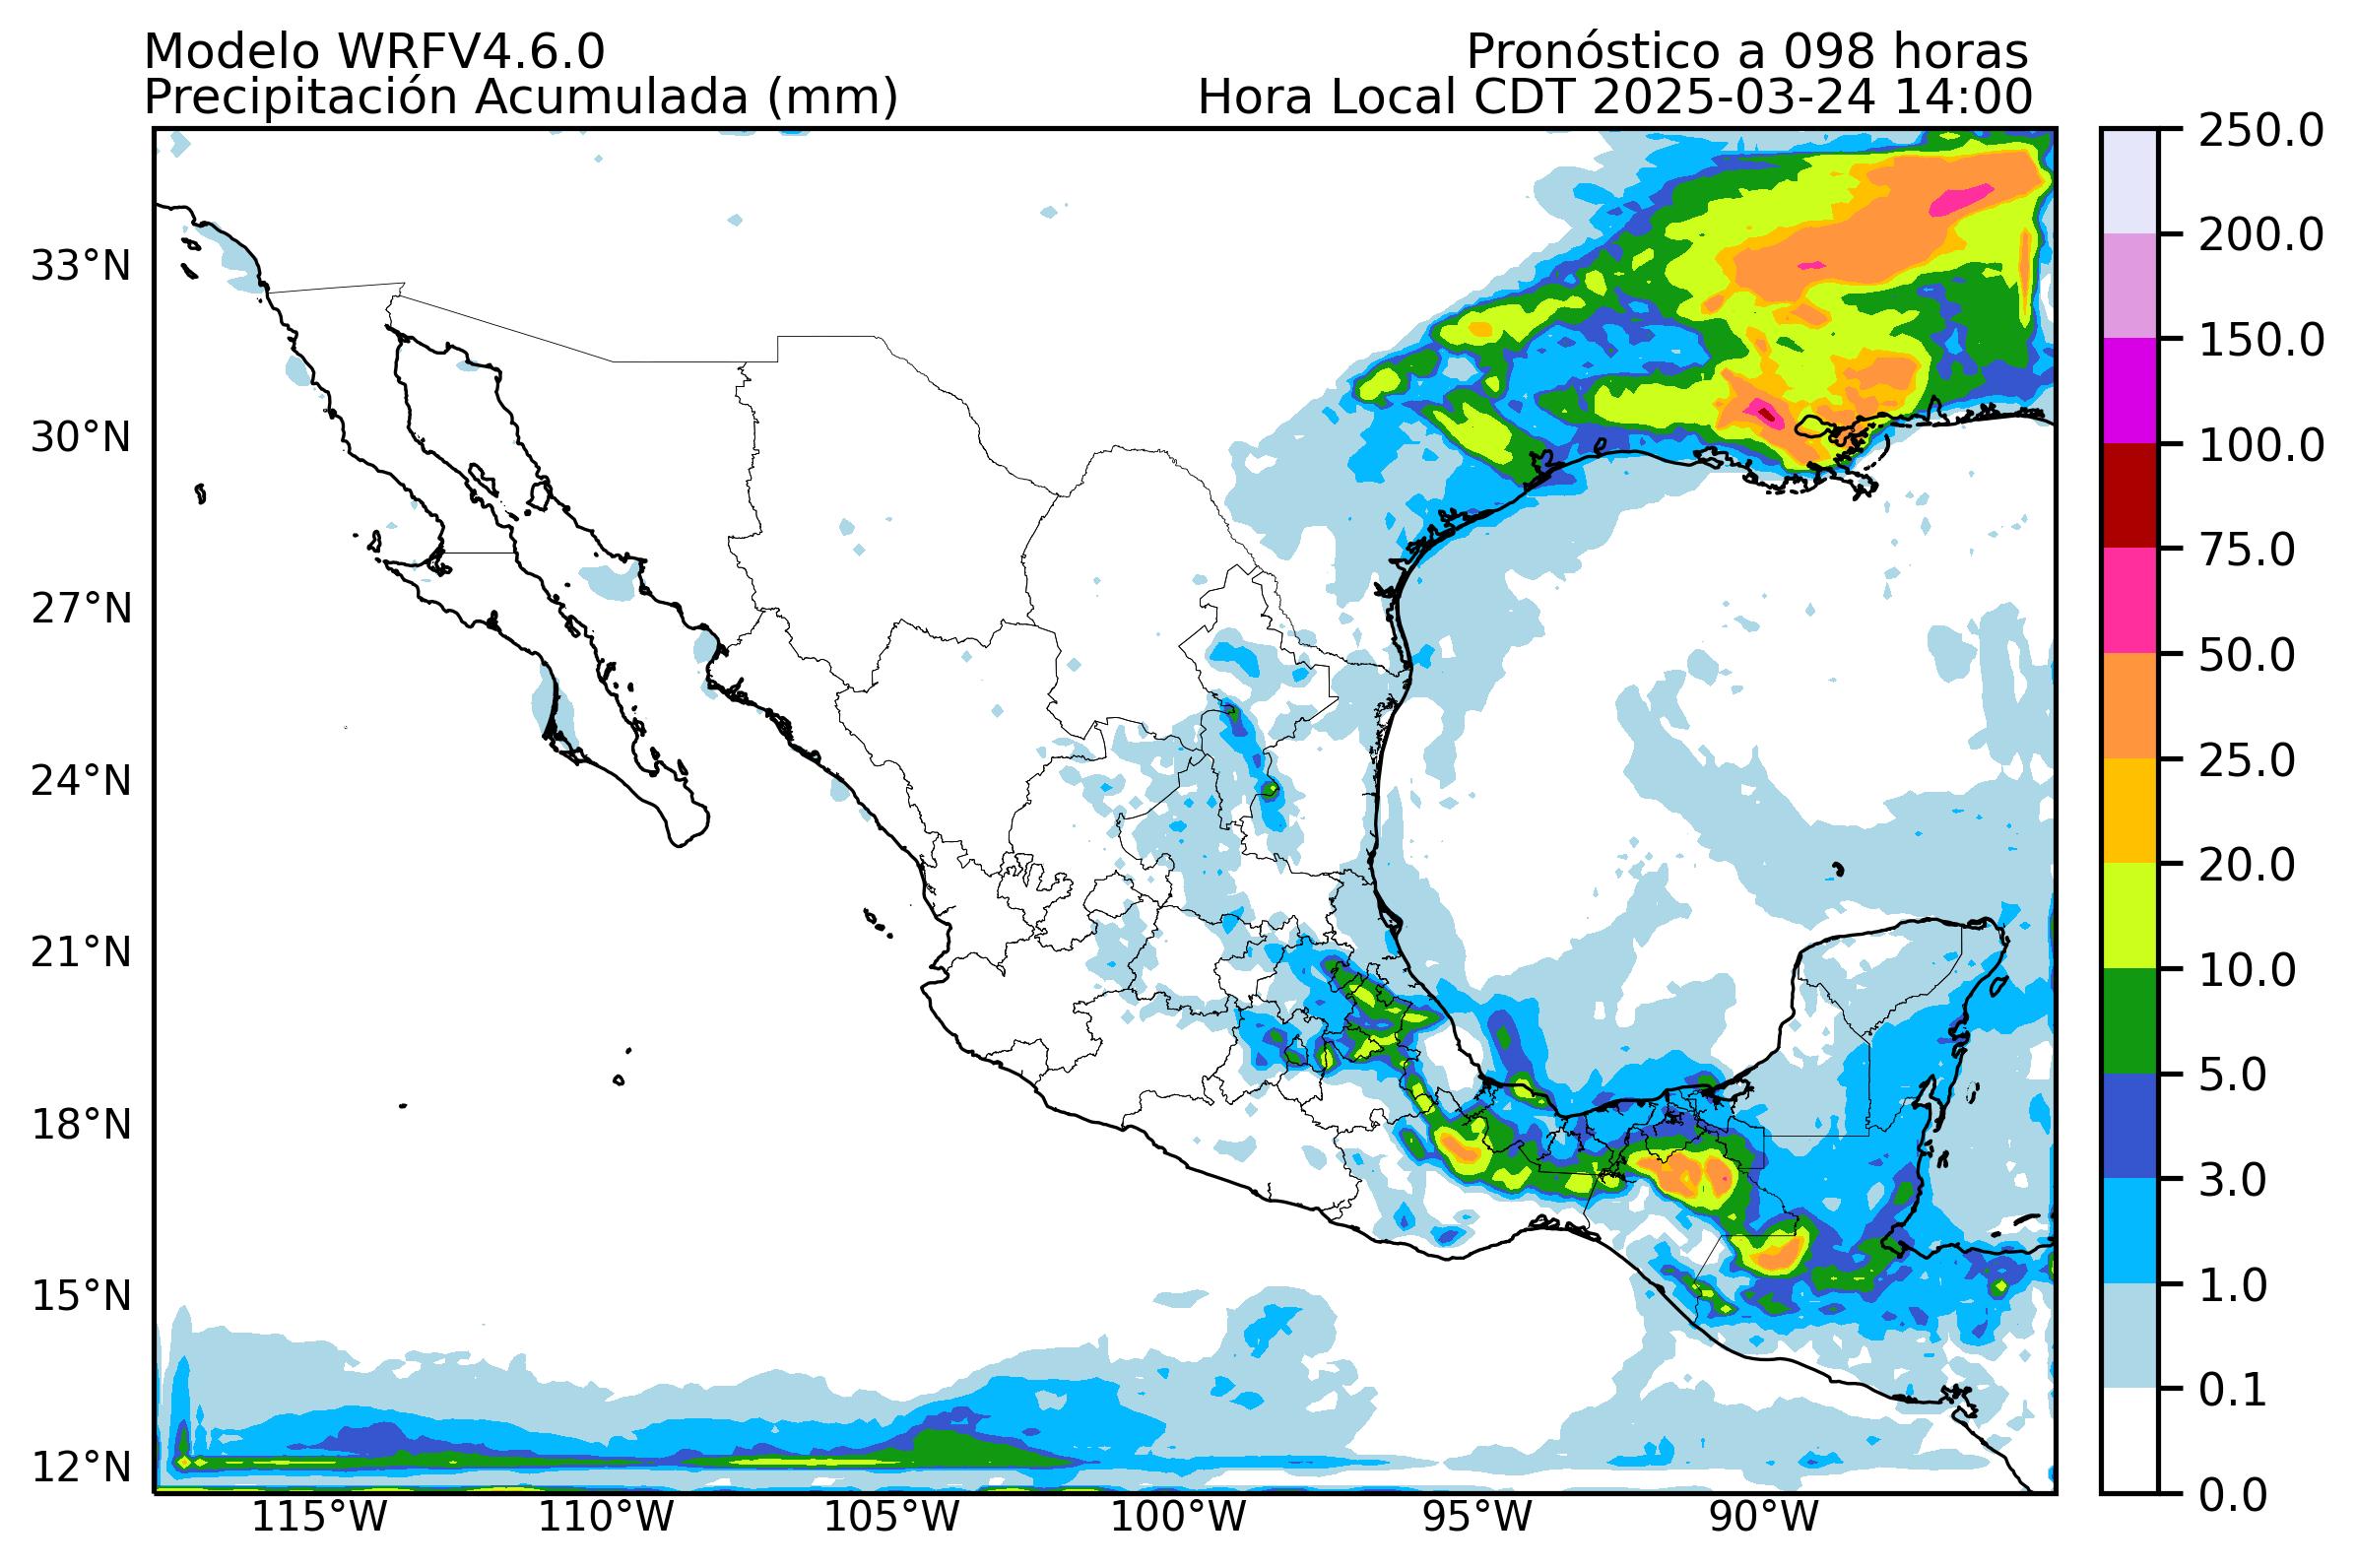 Modelo WRFV4.6.0
Pronóstico a 098 horas
Precipitación Acumulada (mm)
Hora Local CDT 2025-03-24 14:00
250.0
200.0
150.0
100.0
75.0
50.0
25.0
20.0
10.0
5.0
3.0
1.0
0.1
0.0
33°N
30°N
27°N
24°N
21°N
18°N
15°N
12°N
115°W
110°W
105°W
100°W
95°W
90°W